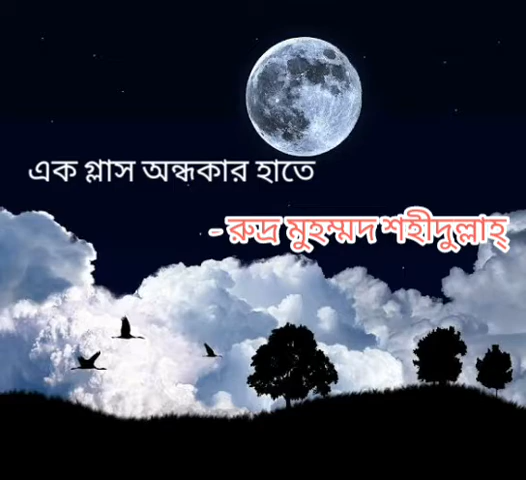 এক গ্লাস অন্ধকার হাতে
- রুদ্র মুহম্মদ শহীদুল্লাহ্